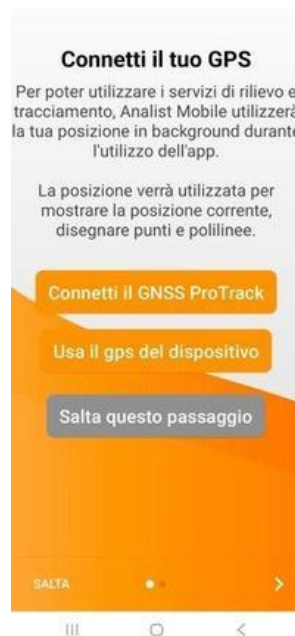 Connetti il tuo GPS
Per poter utilizzare i servizi di rilievo e
tracciamento, Analist Mobile utilizzerà
la tua posizione in background durante
l'utilizzo dell'app.
La posizione verrà utilizzata per
mostrare la posizione corrente,
disegnare punti e polilinee.
Connetti il GNSS ProTrack
Usa il gps del dispositivo
Salta questo passaggio
SALTA